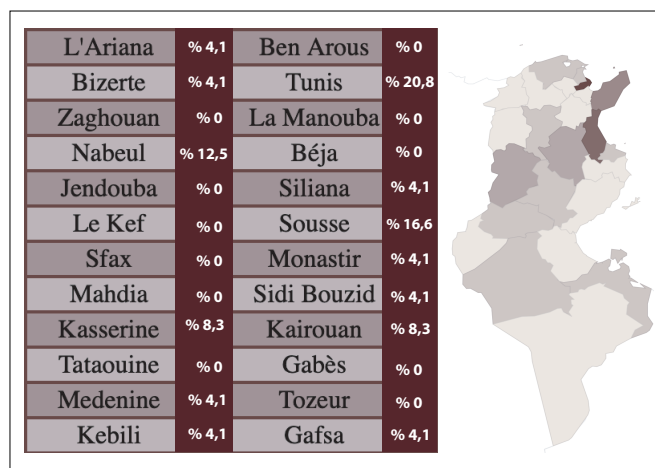 L'Ariana % 4,1 Ben Arous % 0
Bizerte % 4,1 Tunis % 20,8
Zaghouan % 0 La Manouba % 0
Nabeul % 12,5 Béja % 0
Jendouba % 0 Siliana % 4,1
Le Kef % 0 Sousse % 16,6
Sfax % 0 Monastir % 4,1
Mahdia % 0 Sidi Bouzid % 4,1
Kasserine % 8,3 Kairouan % 8,3
Tataouine % 0 Gabès % 0
Medenine % 4,1 Tozeur % 0
Kebili % 4,1 Gafsa % 4,1